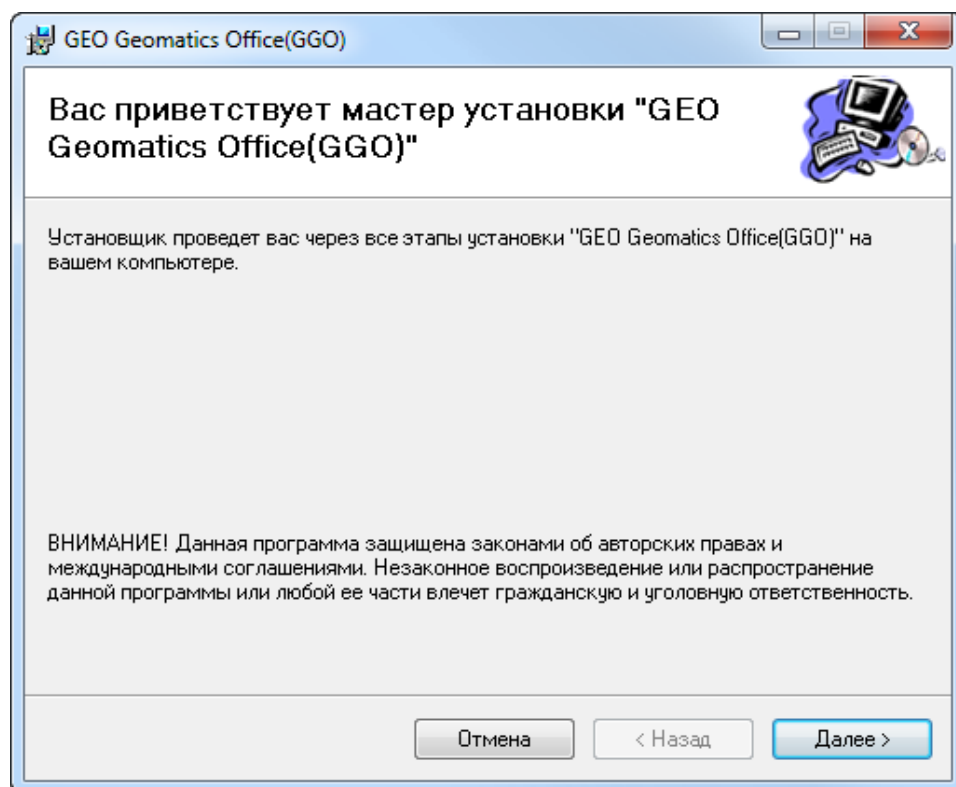 GEO Geomatics Office(GGO)
Вас приветствует мастер установки "GEO
Geomatics Office(GGO)"
Установщик проведет вас через все этапы установки "GEO Geomatics Office(GGO)" на
вашем компьютере.
ВНИМАНИЕ! Данная программа защищена законами об авторских правах и
международными соглашениями. Незаконное воспроизведение или распространение
данной программы или любой ее части влечет гражданскую и уголовную ответственность.
Отмена
< Назад
Далее >